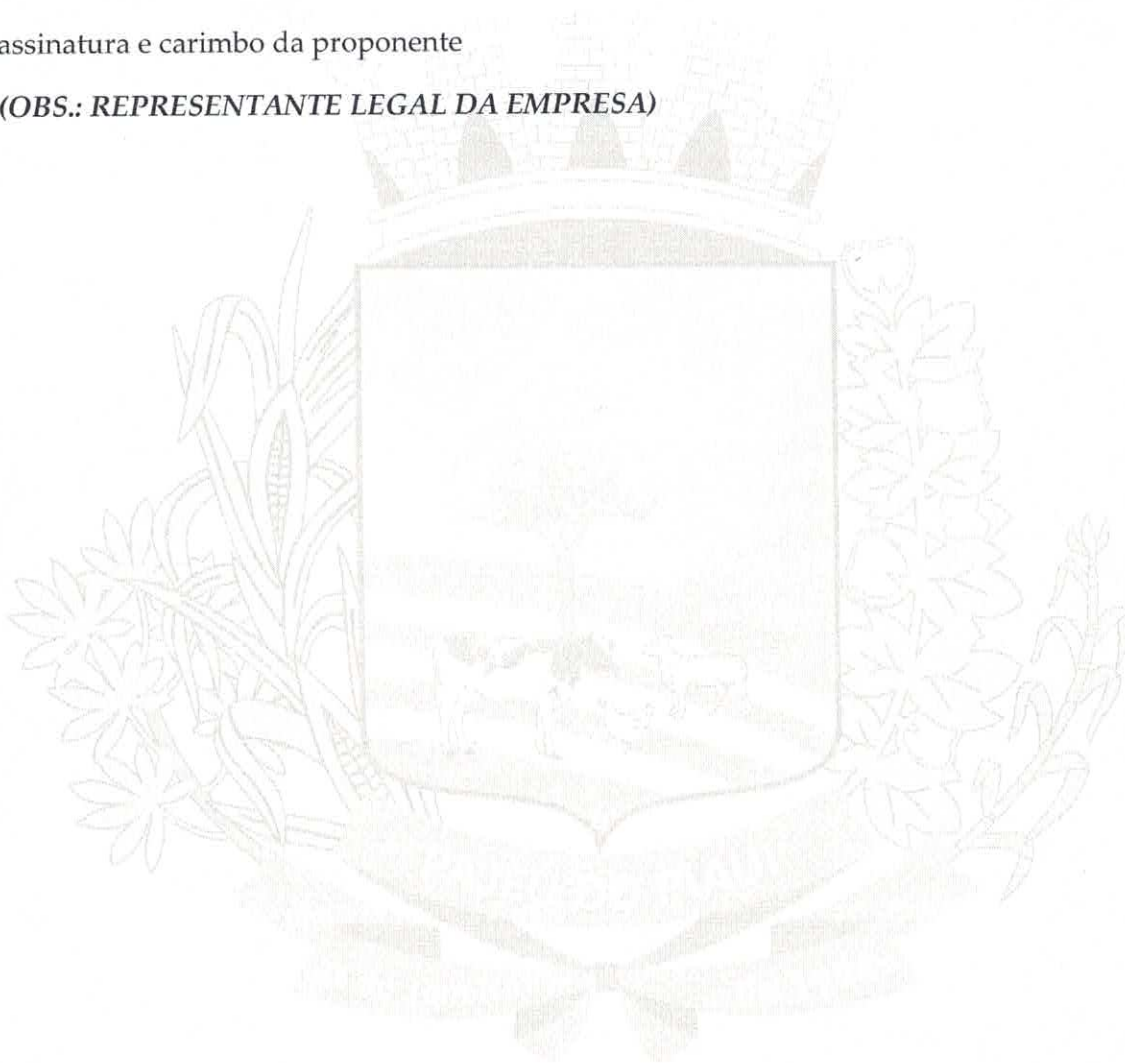 assinatura e carimbo da proponente
(OBS.: REPRESENTANTE LEGAL DA EMPRESA)